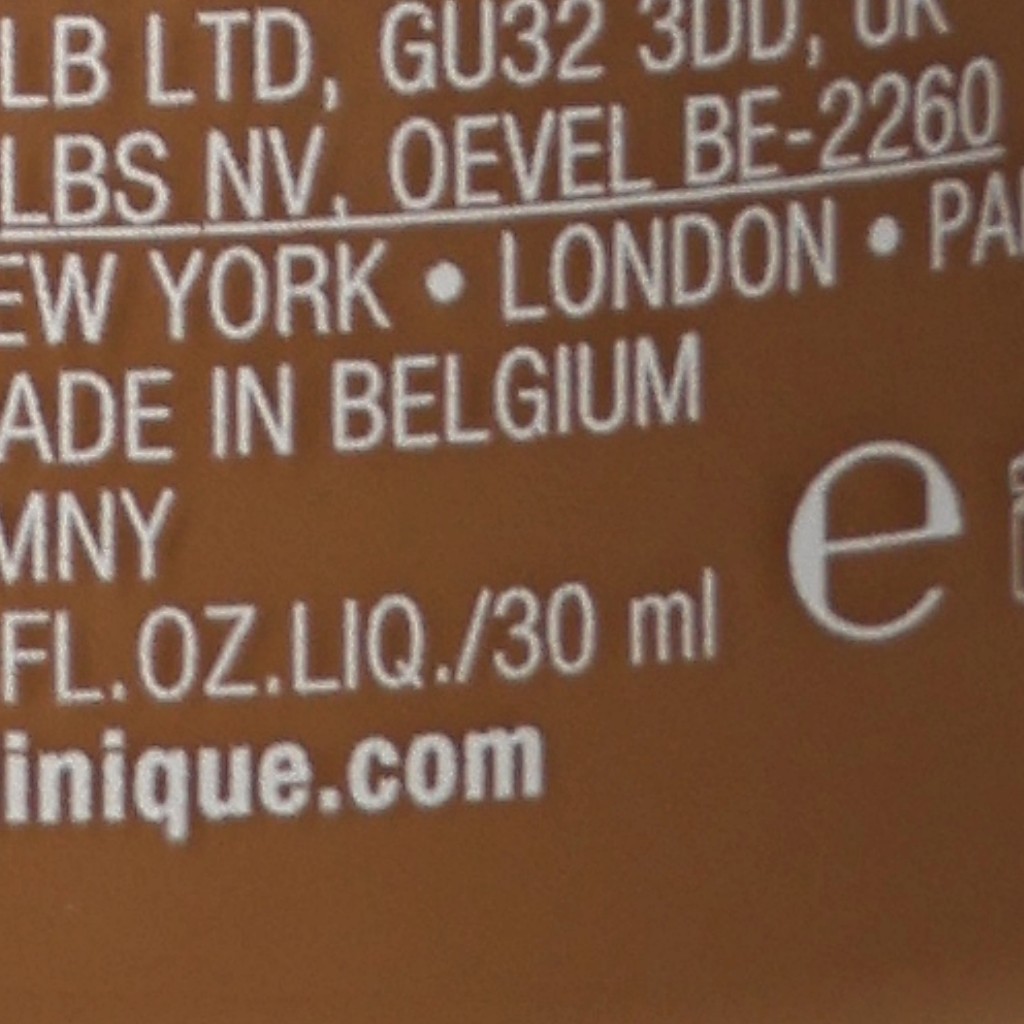 LB LTD, GU32 3DD, UK
LBS NV, OEVEL BE-2260
EW YORK • LONDON • PA
ADE IN BELGIUM
MNY
FL.OZ.LIQ./30 ml e
inique.com